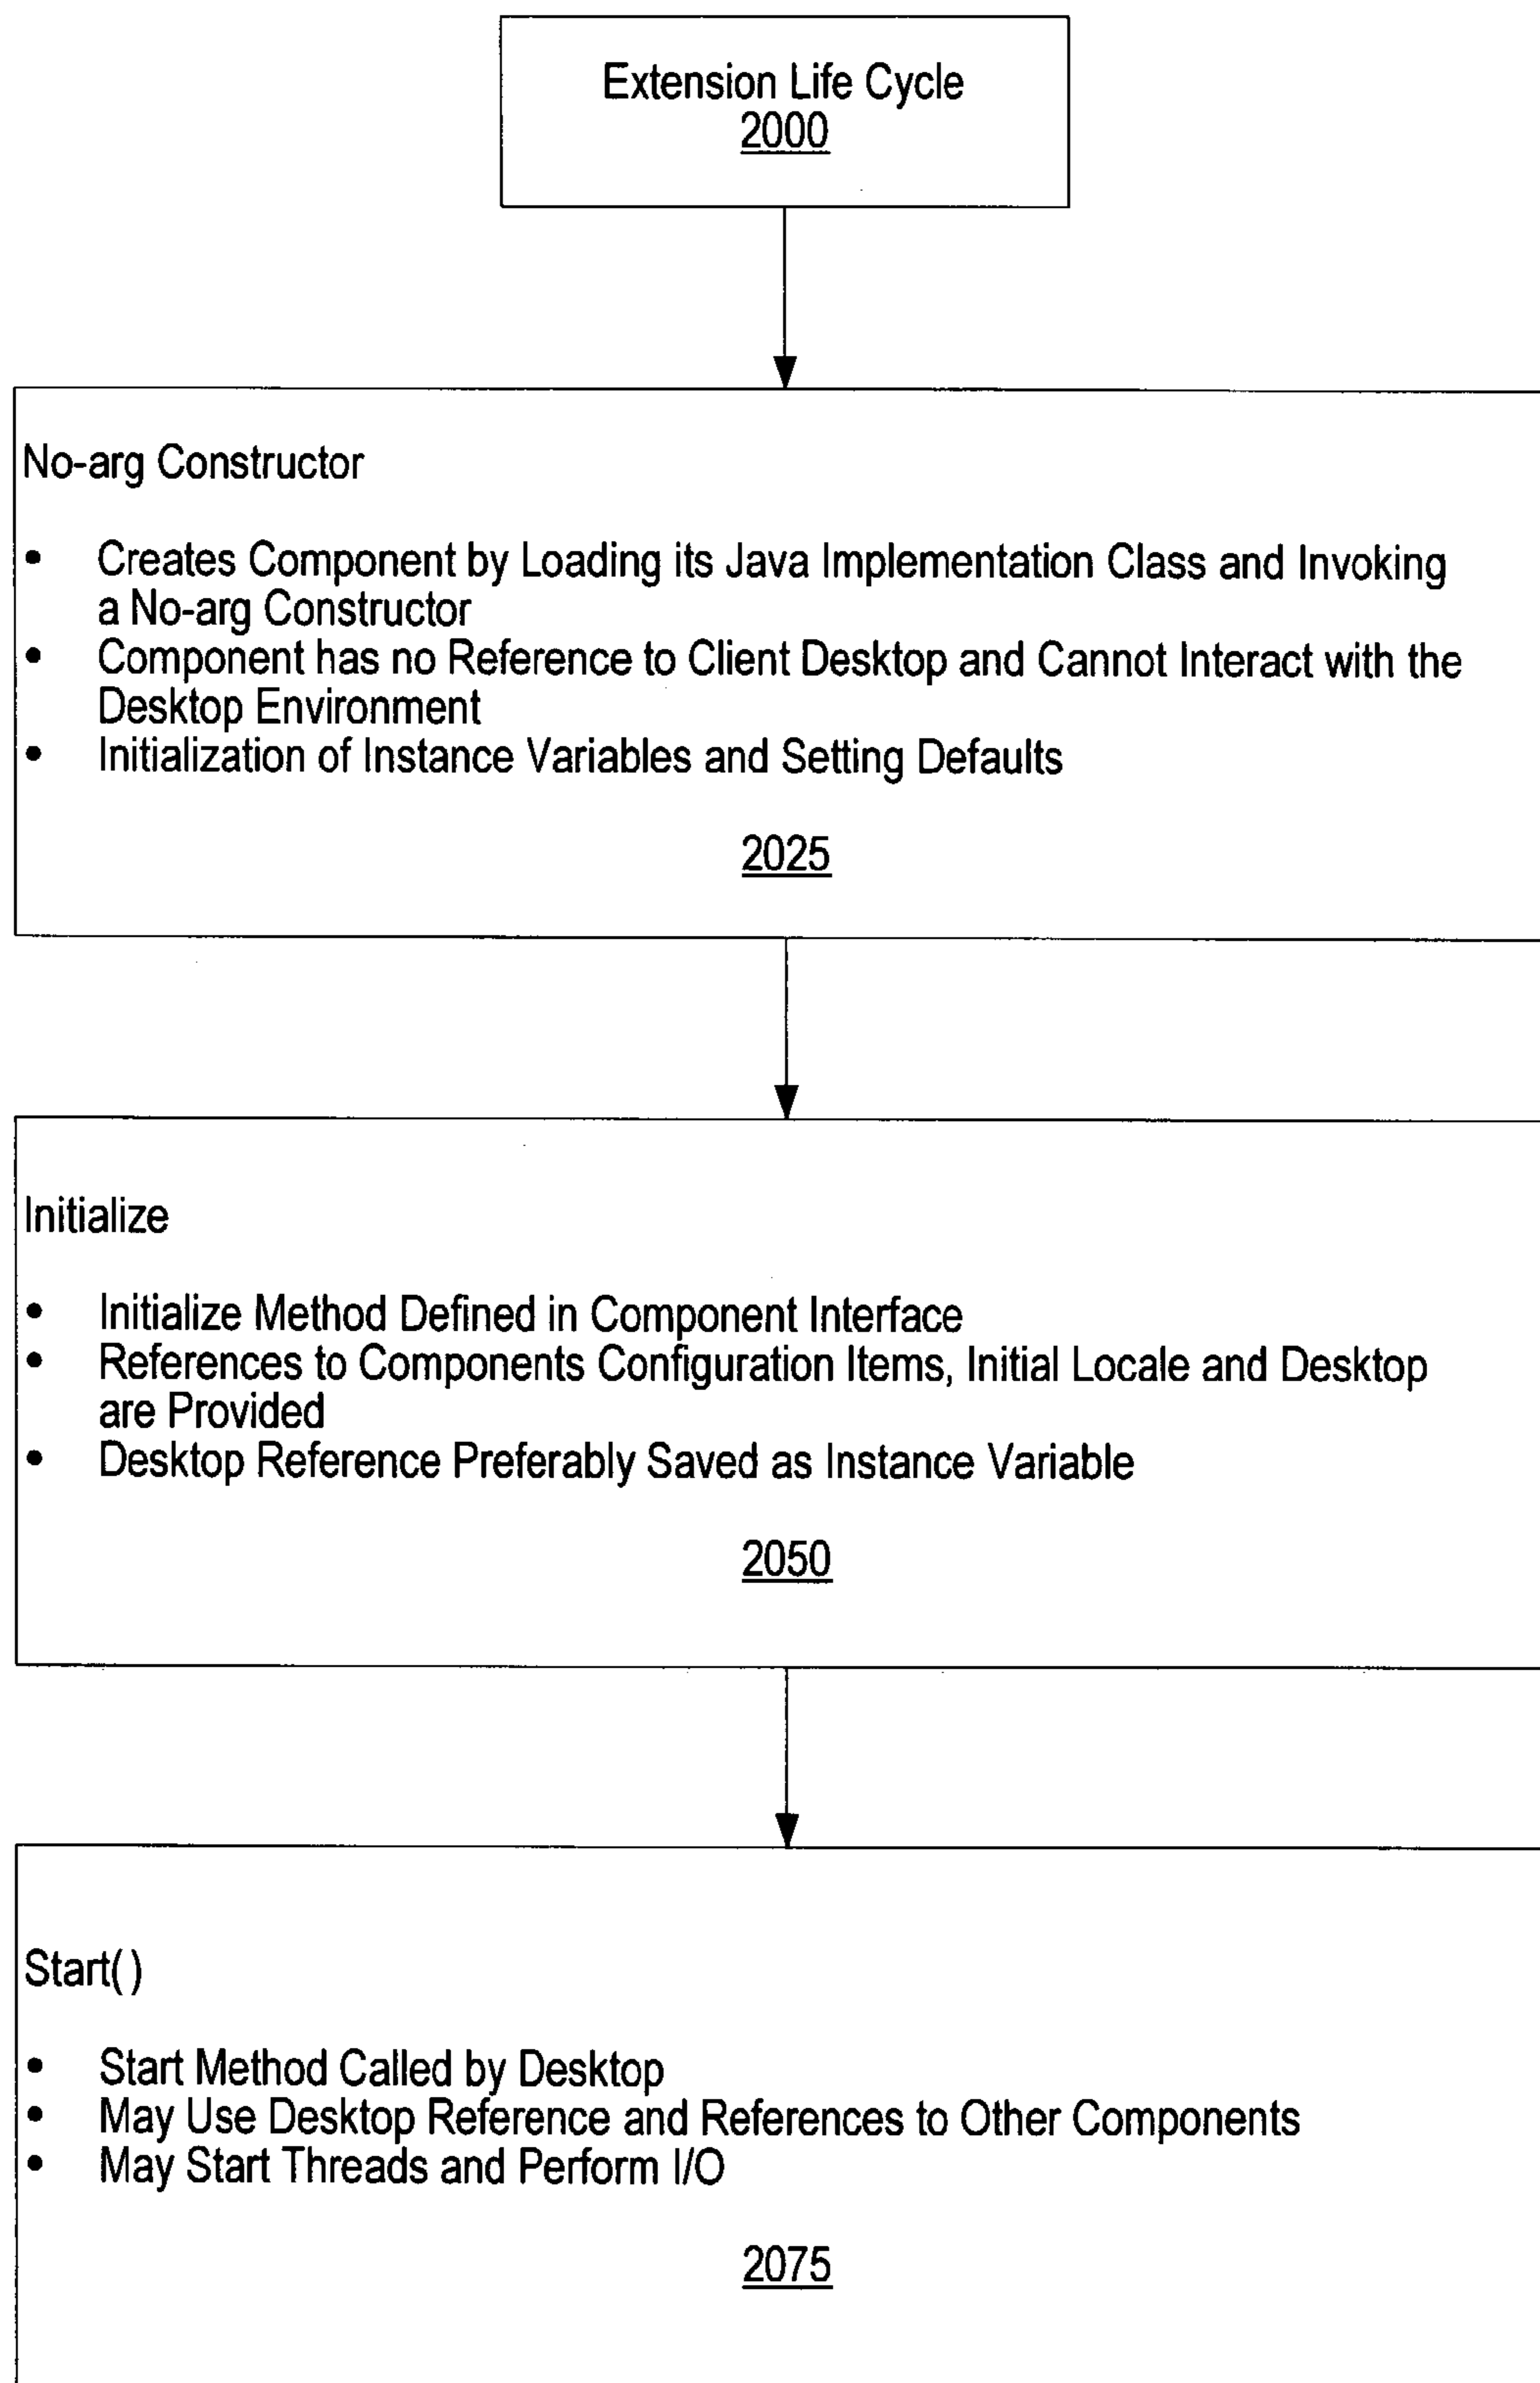 Extension Life Cycle
2000
No-arg Constructor
• Creates Component by Loading its Java Implementation Class and Invoking
a No-arg Constructor
• Component has no Reference to Client Desktop and Cannot Interact with the
Desktop Environment
• Initialization of Instance Variables and Setting Defaults
2025
Initialize
• Initialize Method Defined in Component Interface
• References to Components Configuration Items, Initial Locale and Desktop
are Provided
• Desktop Reference Preferably Saved as Instance Variable
2050
Start( )
• Start Method Called by Desktop
• May Use Desktop Reference and References to Other Components
• May Start Threads and Perform I/O
2075